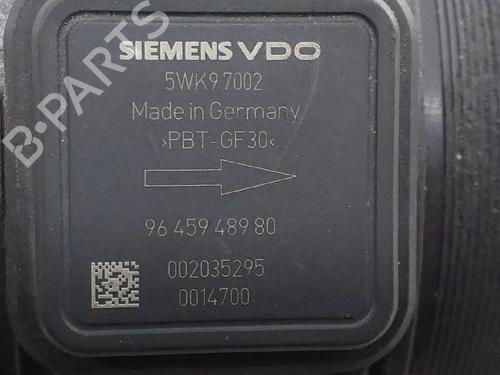 SIEMENS VDO
5WK9 7002
Made in Germany
>PBT-GF30<
96 459 489 80
002035295
0014700
B-PARTS